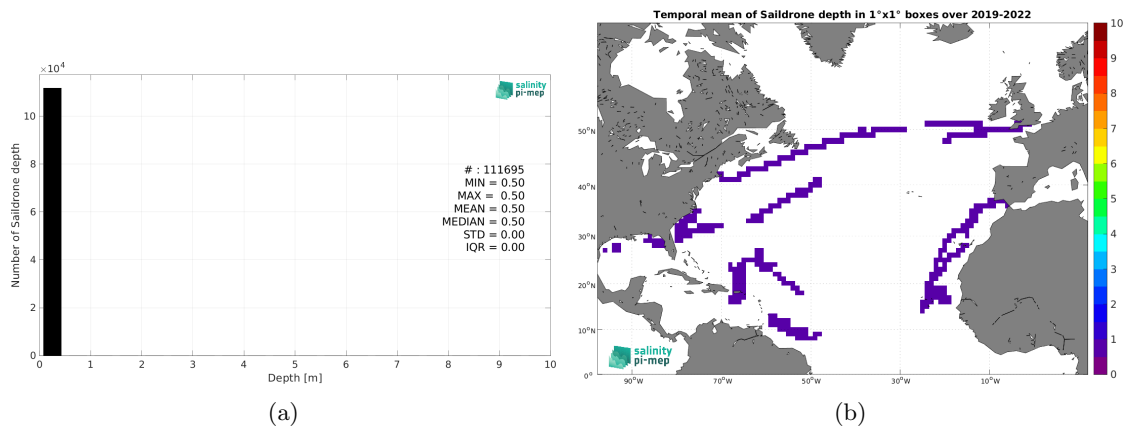 ×10⁴
salinity
pi-mep
# : 111695
MIN = 0.50
MAX = 0.50
MEAN = 0.50
MEDIAN = 0.50
STD = 0.00
IQR = 0.00
Number of Saildrone depth
10
8
6
4
2
0
0 1 2 3 4 5 6 7 8 9 10
Depth [m]
(a)
Temporal mean of Saildrone depth in 1°x1° boxes over 2019-2022
50°N
40°N
30°N
20°N
10°N
0°
90°W 70°W 50°W 30°W 10°W
salinity
pi-mep
10
9
8
7
6
5
4
3
2
1
0
(b)